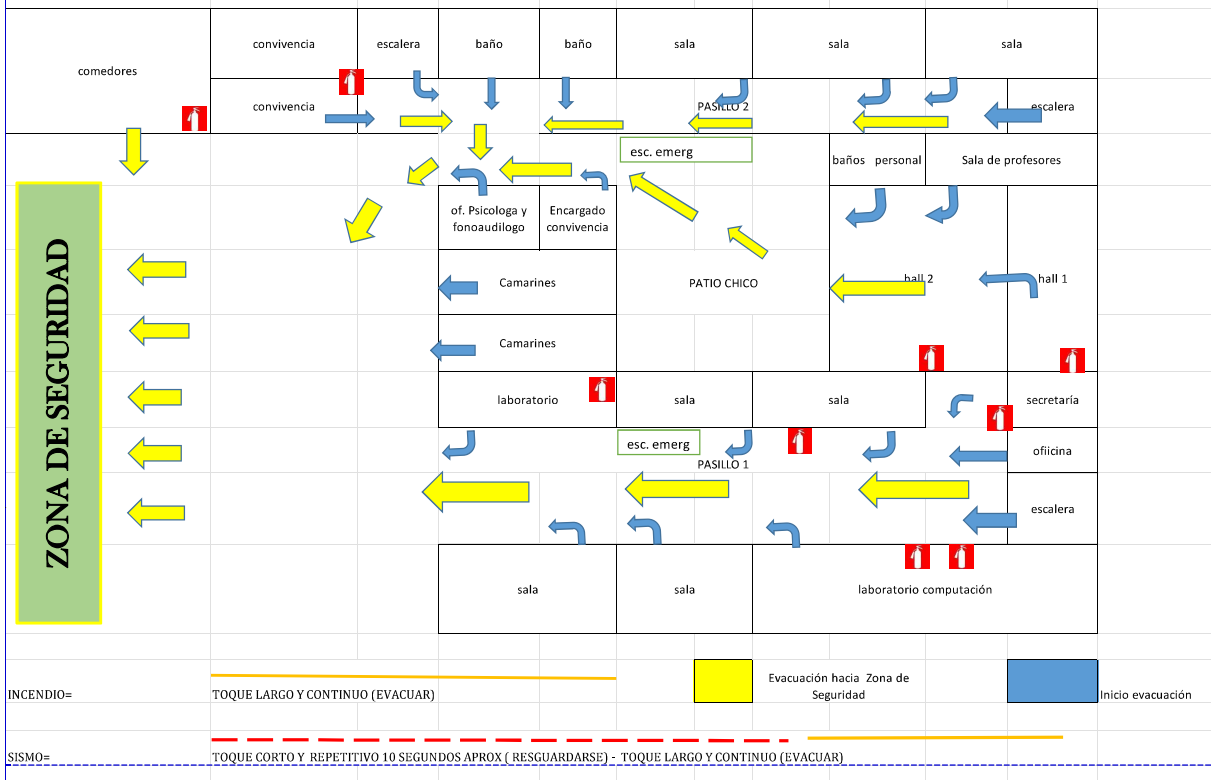 convivencia
escalera
baño
baño
sala
sala
sala
comedores
convivencia
PASILLO 2
escalera
esc. emerg
baños personal
Sala de profesores
of. Psicologa y
fonoaudilogo
Encargado
convivencia
ZONA DE SEGURIDAD
Camarines
PATIO CHICO
hall 2
hall 1
Camarines
laboratorio
sala
sala
secretaría
esc. emerg
PASILLO 1
ofiicina
escalera
sala
sala
laboratorio computación
Evacuación hacia Zona de
Seguridad
INCENDIO=
TOQUE LARGO Y CONTINUO (EVACUAR)
Inicio evacuación
SISMO=
TOQUE CORTO Y REPETITIVO 10 SEGUNDOS APROX ( RESGUARDARSE) - TOQUE LARGO Y CONTINUO (EVACUAR)